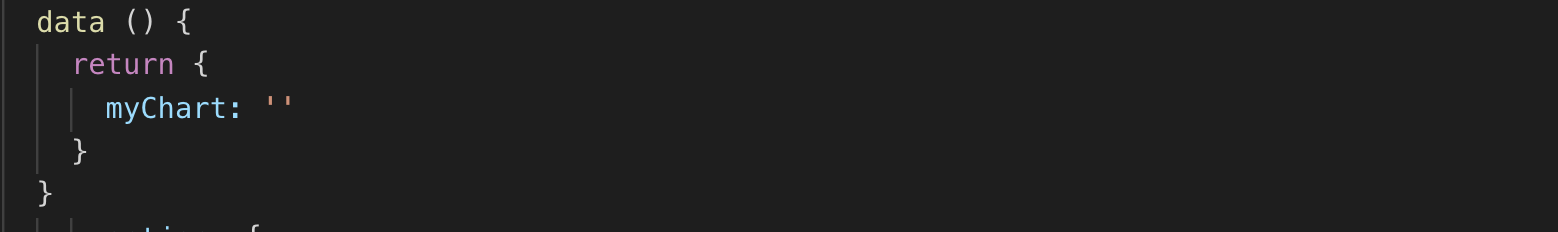 data () {
return {
myChart: ''
}
}
{